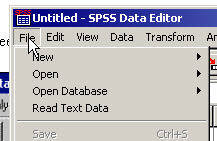 Untitled - SPSS Data Editor
File Edit View Data Transform
New
Open
Open Database
Read Text Data
Save Ctrl+S